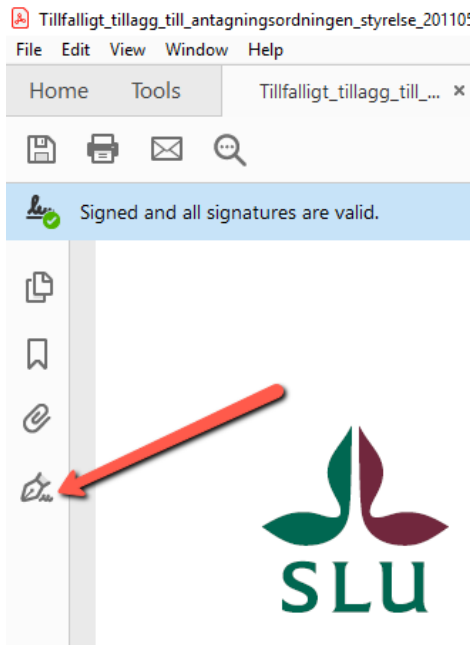 Tillfalligt_tillagg_till_antagningsordningen_styrelse_201105
File Edit View Window Help
Home Tools Tillfalligt_tillagg_till_... ×
Signed and all signatures are valid.
SLU